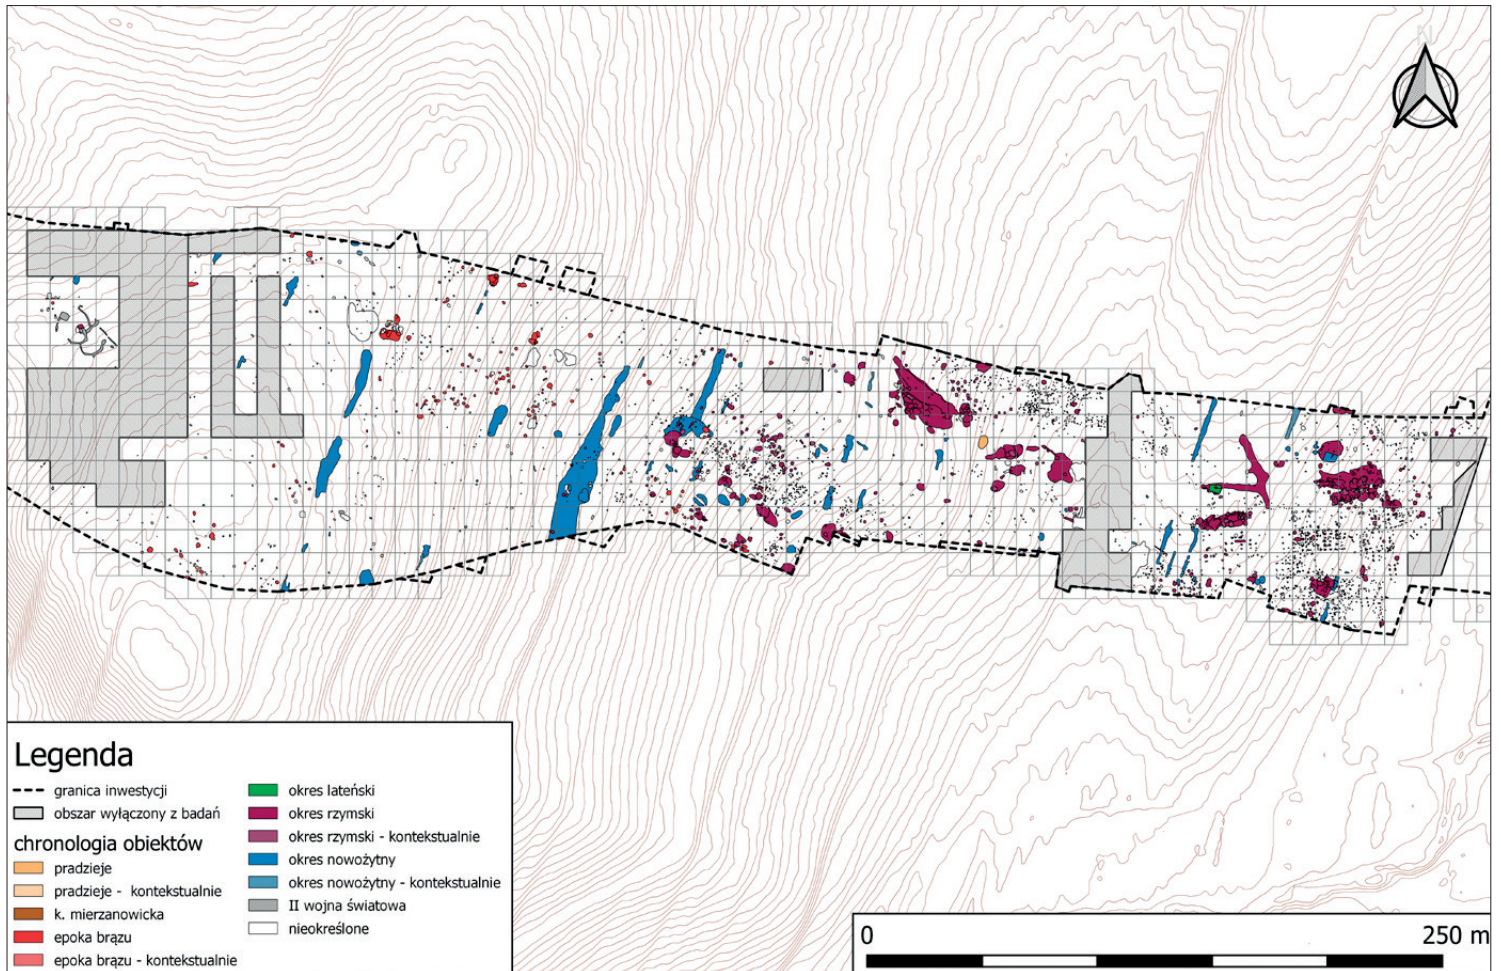 N
Legenda
granica inwestycji
obszar wyłączony z badań
chronologia obiektów
pradzieje
pradzieje - kontekstualnie
k. mierzanowicka
epoka brązu
epoka brązu - kontekstualnie
okres lateński
okres rzymski
okres rzymski - kontekstualnie
okres nowożytny
okres nowożytny - kontekstualnie
II wojna światowa
nieokreślone
0 250 m